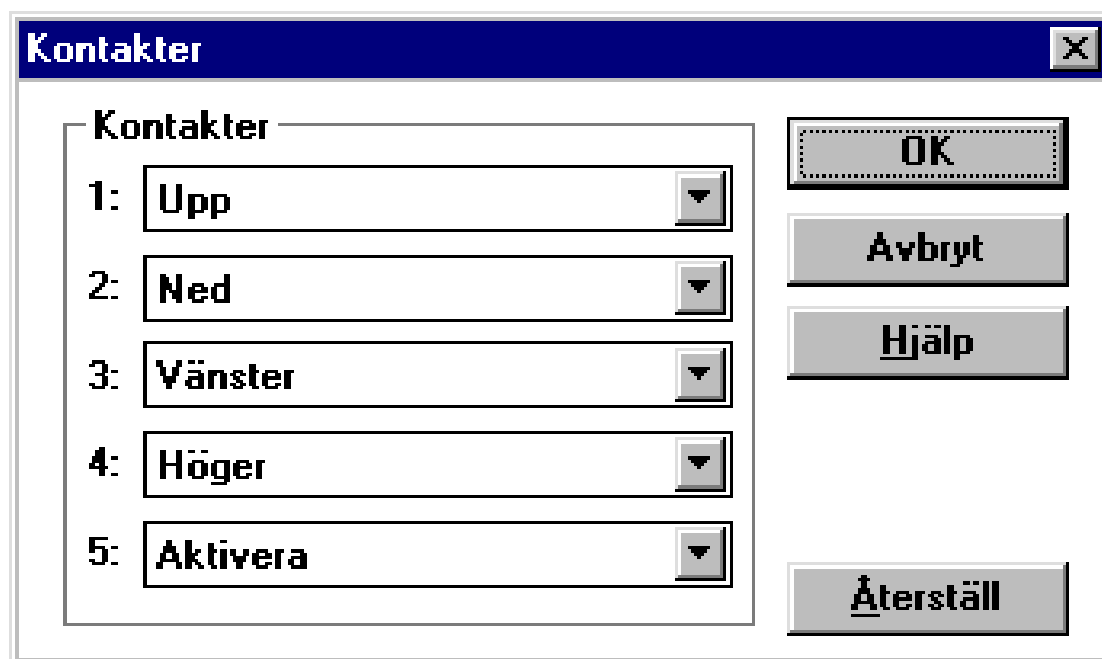 Kontakter
Kontakter
1: Upp
2: Ned
3: Vänster
4: Höger
5: Aktivera
OK
Avbryt
Hjälp
Återställ